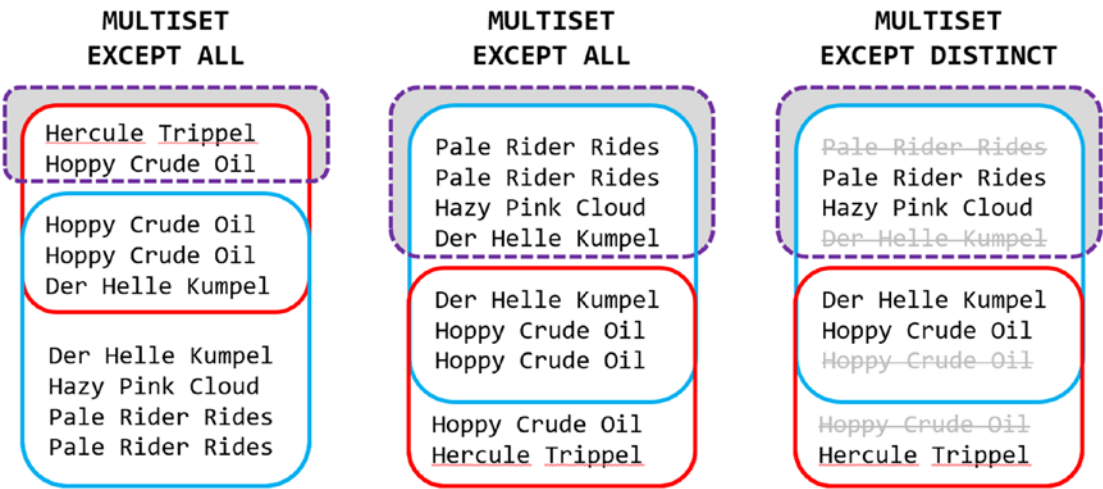 MULTISET
EXCEPT ALL
Hercule Trippel
Hoppy Crude Oil
Hoppy Crude Oil
Hoppy Crude Oil
Der Helle Kumpel
Der Helle Kumpel
Hazy Pink Cloud
Pale Rider Rides
Pale Rider Rides
MULTISET
EXCEPT ALL
Pale Rider Rides
Pale Rider Rides
Hazy Pink Cloud
Der Helle Kumpel
Der Helle Kumpel
Hoppy Crude Oil
Hoppy Crude Oil
Hoppy Crude Oil
Hercule Trippel
MULTISET
EXCEPT DISTINCT
Pale Rider Rides
Pale Rider Rides
Hazy Pink Cloud
Der Helle Kumpel
Der Helle Kumpel
Hoppy Crude Oil
Hoppy Crude Oil
Hoppy Crude Oil
Hercule Trippel